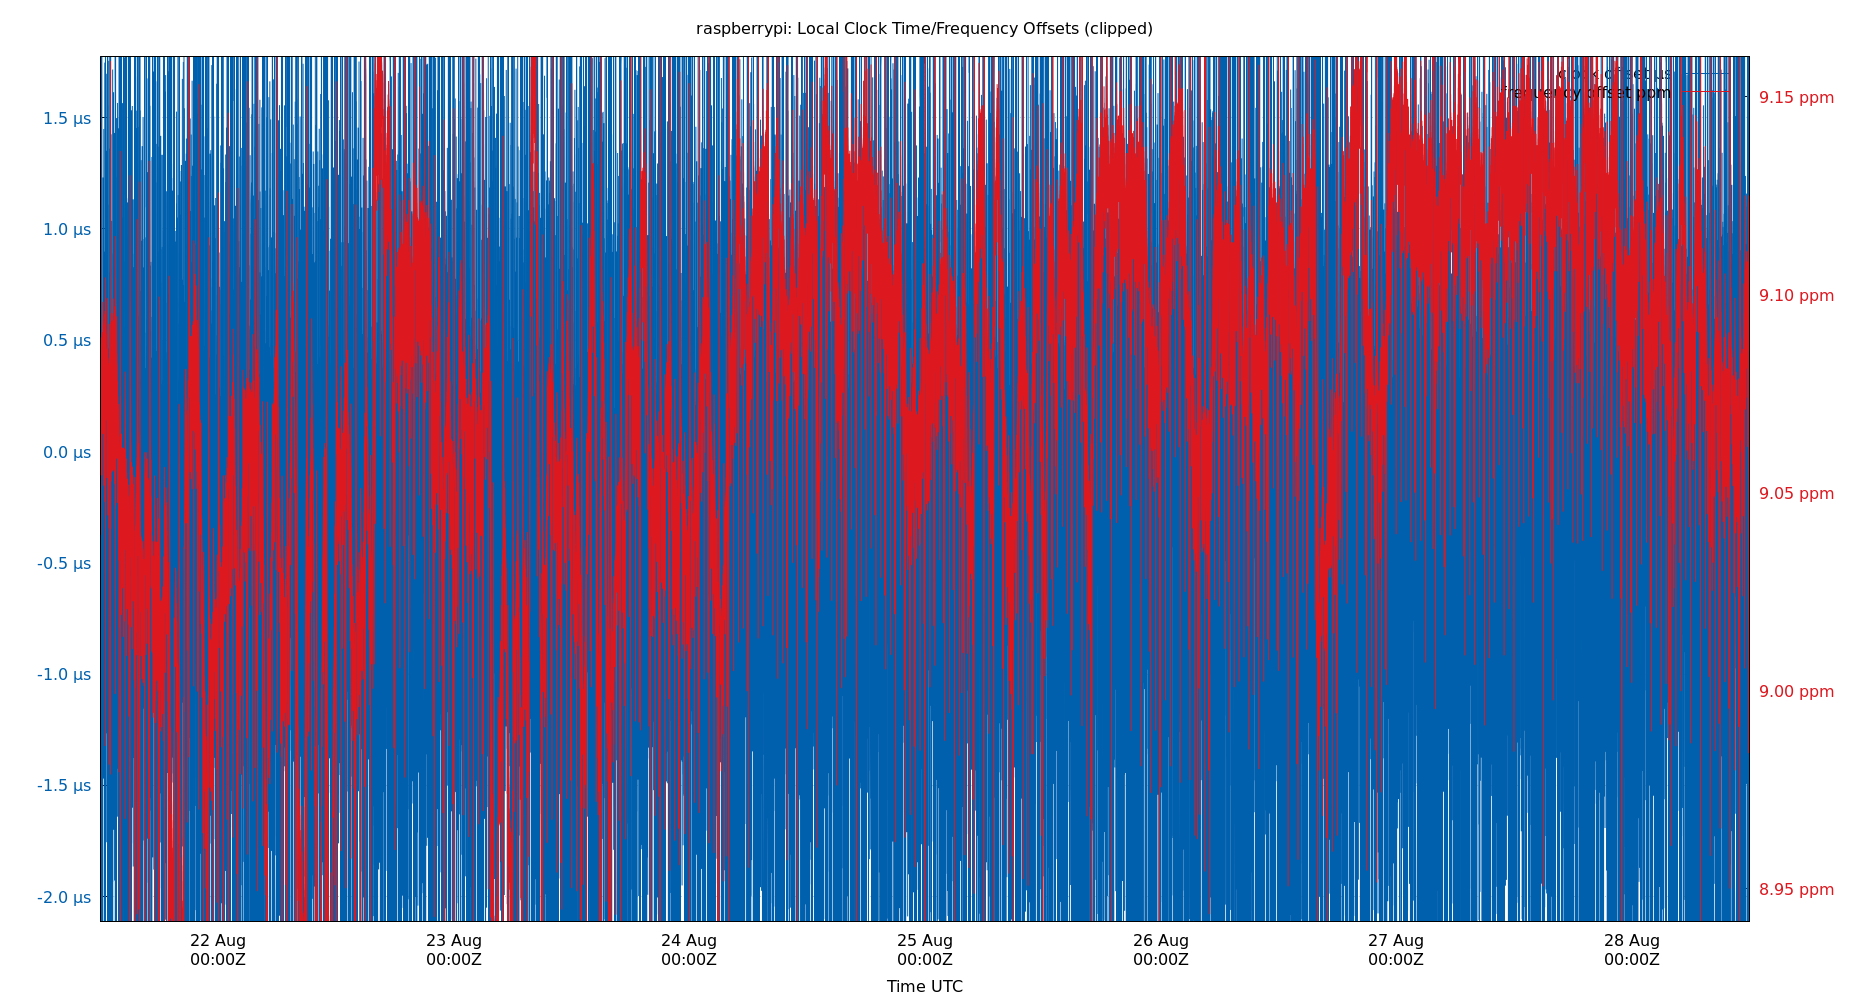 raspberrypi: Local Clock Time/Frequency Offsets (clipped)
clock offset µs
frequency offset ppm
1.5 µs
1.0 µs
0.5 µs
0.0 µs
-0.5 µs
-1.0 µs
-1.5 µs
-2.0 µs
9.15 ppm
9.10 ppm
9.05 ppm
9.00 ppm
8.95 ppm
22 Aug 23 Aug 24 Aug 25 Aug 26 Aug 27 Aug 28 Aug
00:00Z 00:00Z 00:00Z 00:00Z 00:00Z 00:00Z 00:00Z
Time UTC